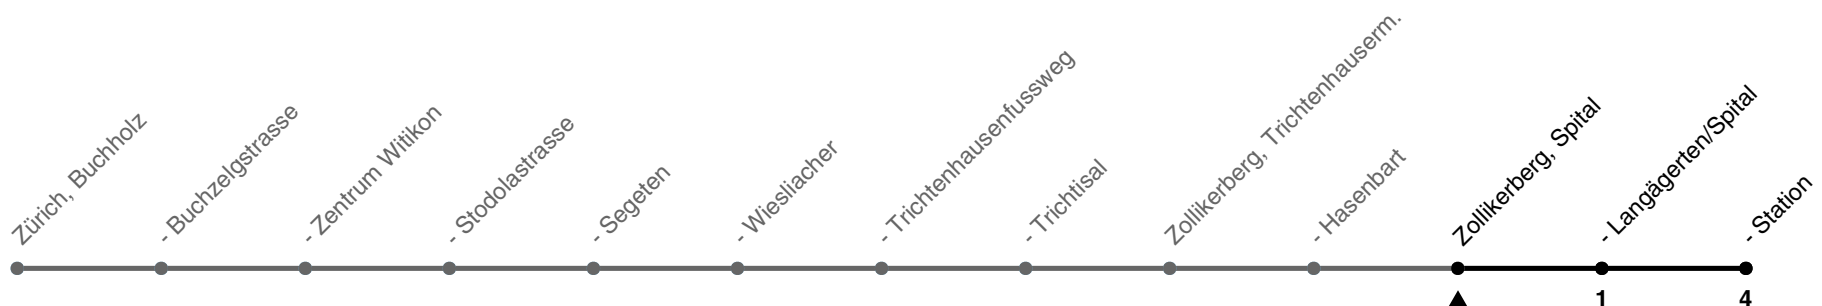 Zürich, Buchholz
- Buchzelgstrasse
- Zentrum Witikon
- Stodolastrasse
- Segeten
- Wiesliacher
- Trichtenhausenfussweg
- Trichtisal
Zollikerberg, Trichtenhauserm.
- Hasenbart
Zollikerberg, Spital
- Langägerten/Spital
- Station
1
4